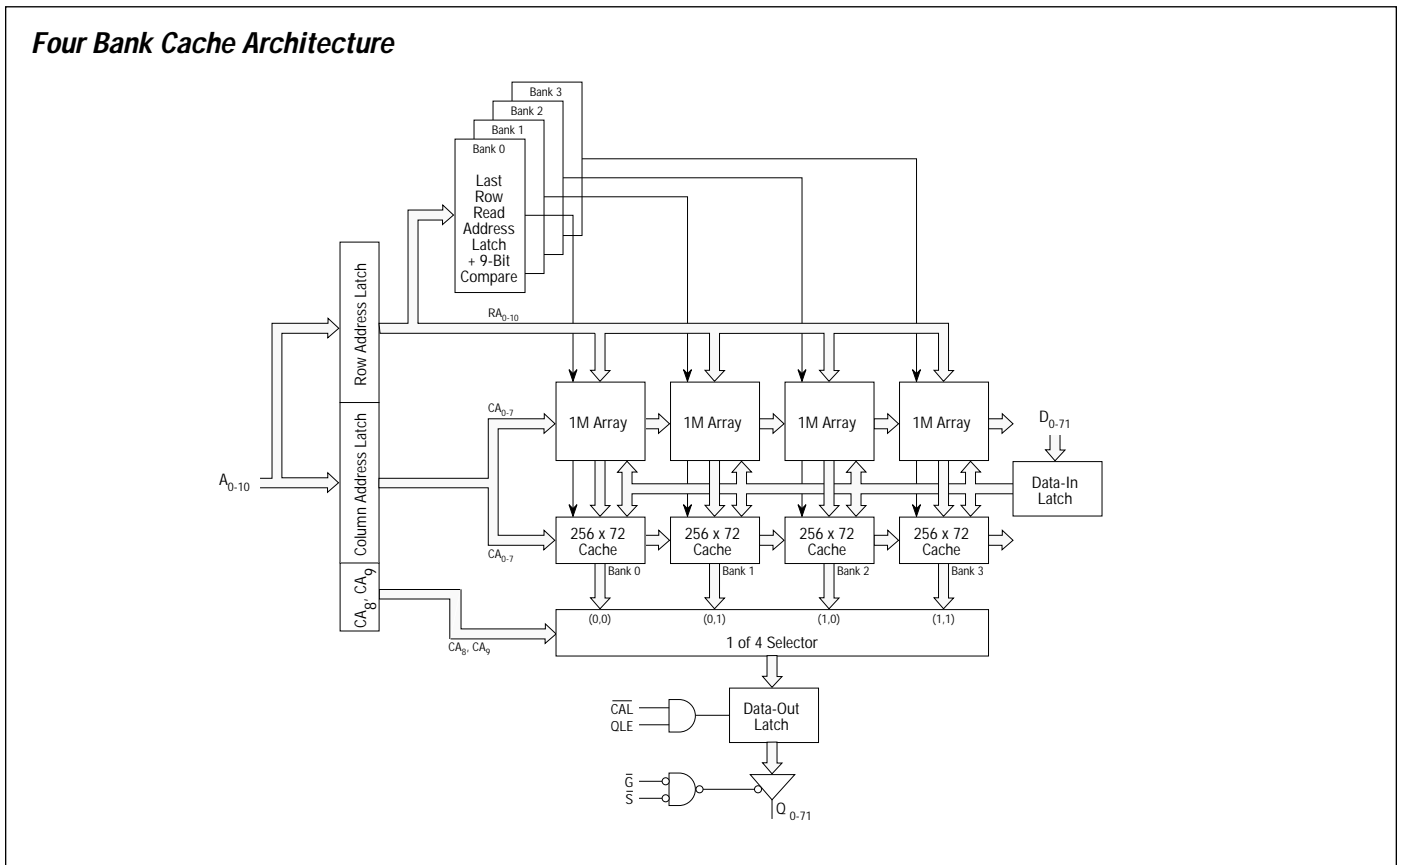 Four Bank Cache Architecture
Bank 3
Bank 2
Bank 1
Bank 0
Last
Row
Read
Address
Latch
+ 9-Bit
Compare
Row Address Latch
Column Address Latch
CA8, CA9
A0-10
RA0-10
CA0-7
1M Array
1M Array
1M Array
1M Array
D0-71
Data-In
Latch
CA0-7
256 x 72
Cache
256 x 72
Cache
256 x 72
Cache
256 x 72
Cache
Bank 0
Bank 1
Bank 2
Bank 3
(0,0)
(0,1)
(1,0)
(1,1)
1 of 4 Selector
CA8, CA9
C̅A̅L̅
QLE
Data-Out
Latch
G̅
S̅
Q 0-71